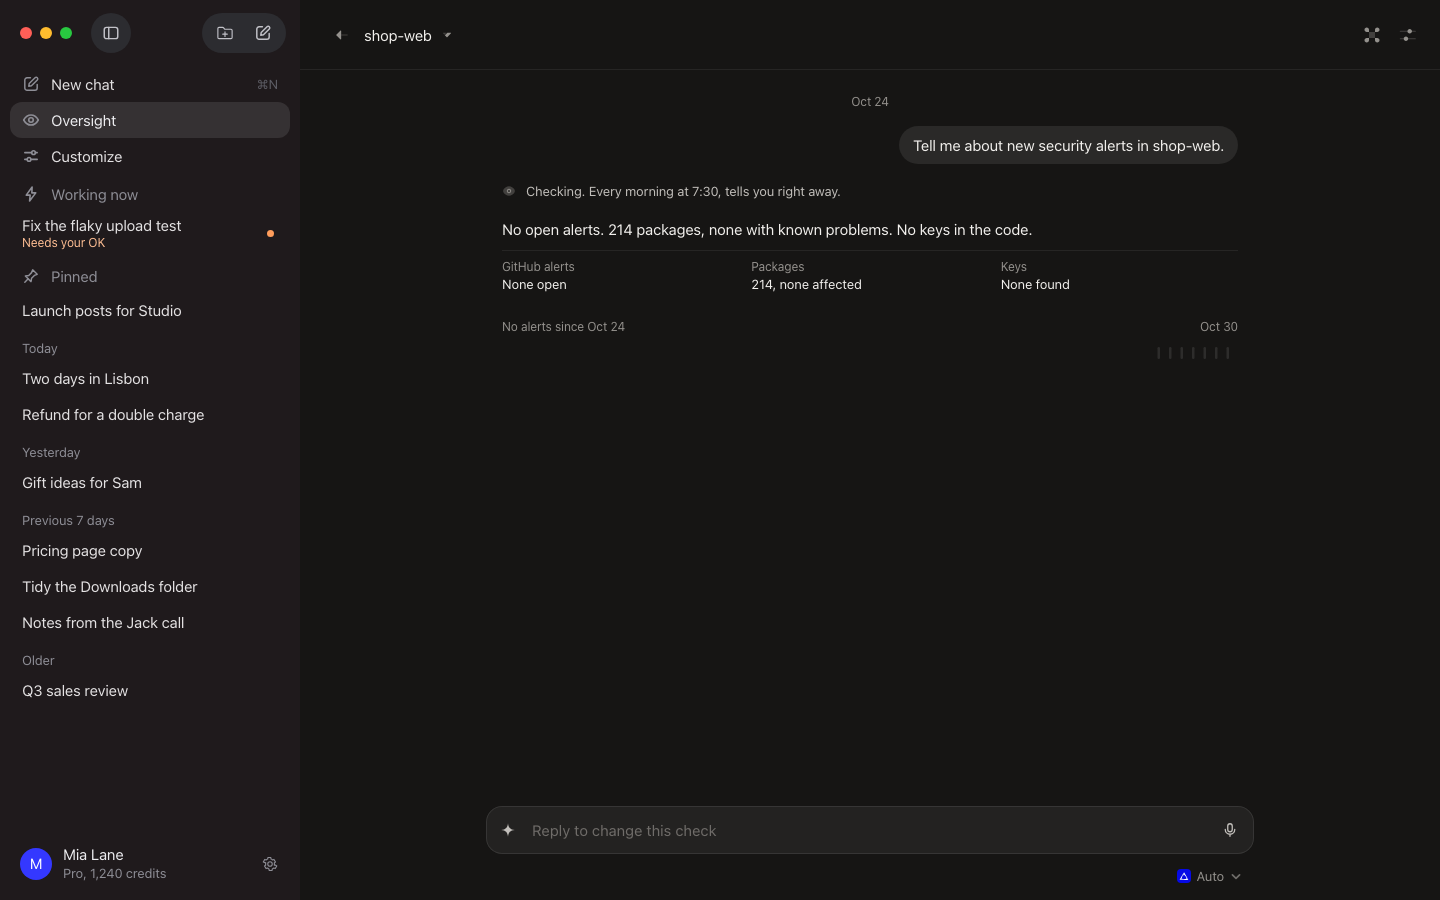 New chat
⌘N
Oversight
Customize
Working now
Fix the flaky upload test
Needs your OK
Pinned
Launch posts for Studio
Today
Two days in Lisbon
Refund for a double charge
Yesterday
Gift ideas for Sam
Previous 7 days
Pricing page copy
Tidy the Downloads folder
Notes from the Jack call
Older
Q3 sales review
M
Mia Lane
Pro, 1,240 credits
shop-web
Oct 24
Tell me about new security alerts in shop-web.
Checking. Every morning at 7:30, tells you right away.
No open alerts. 214 packages, none with known problems. No keys in the code.
GitHub alerts
None open
Packages
214, none affected
Keys
None found
No alerts since Oct 24
Oct 30
Reply to change this check
Auto